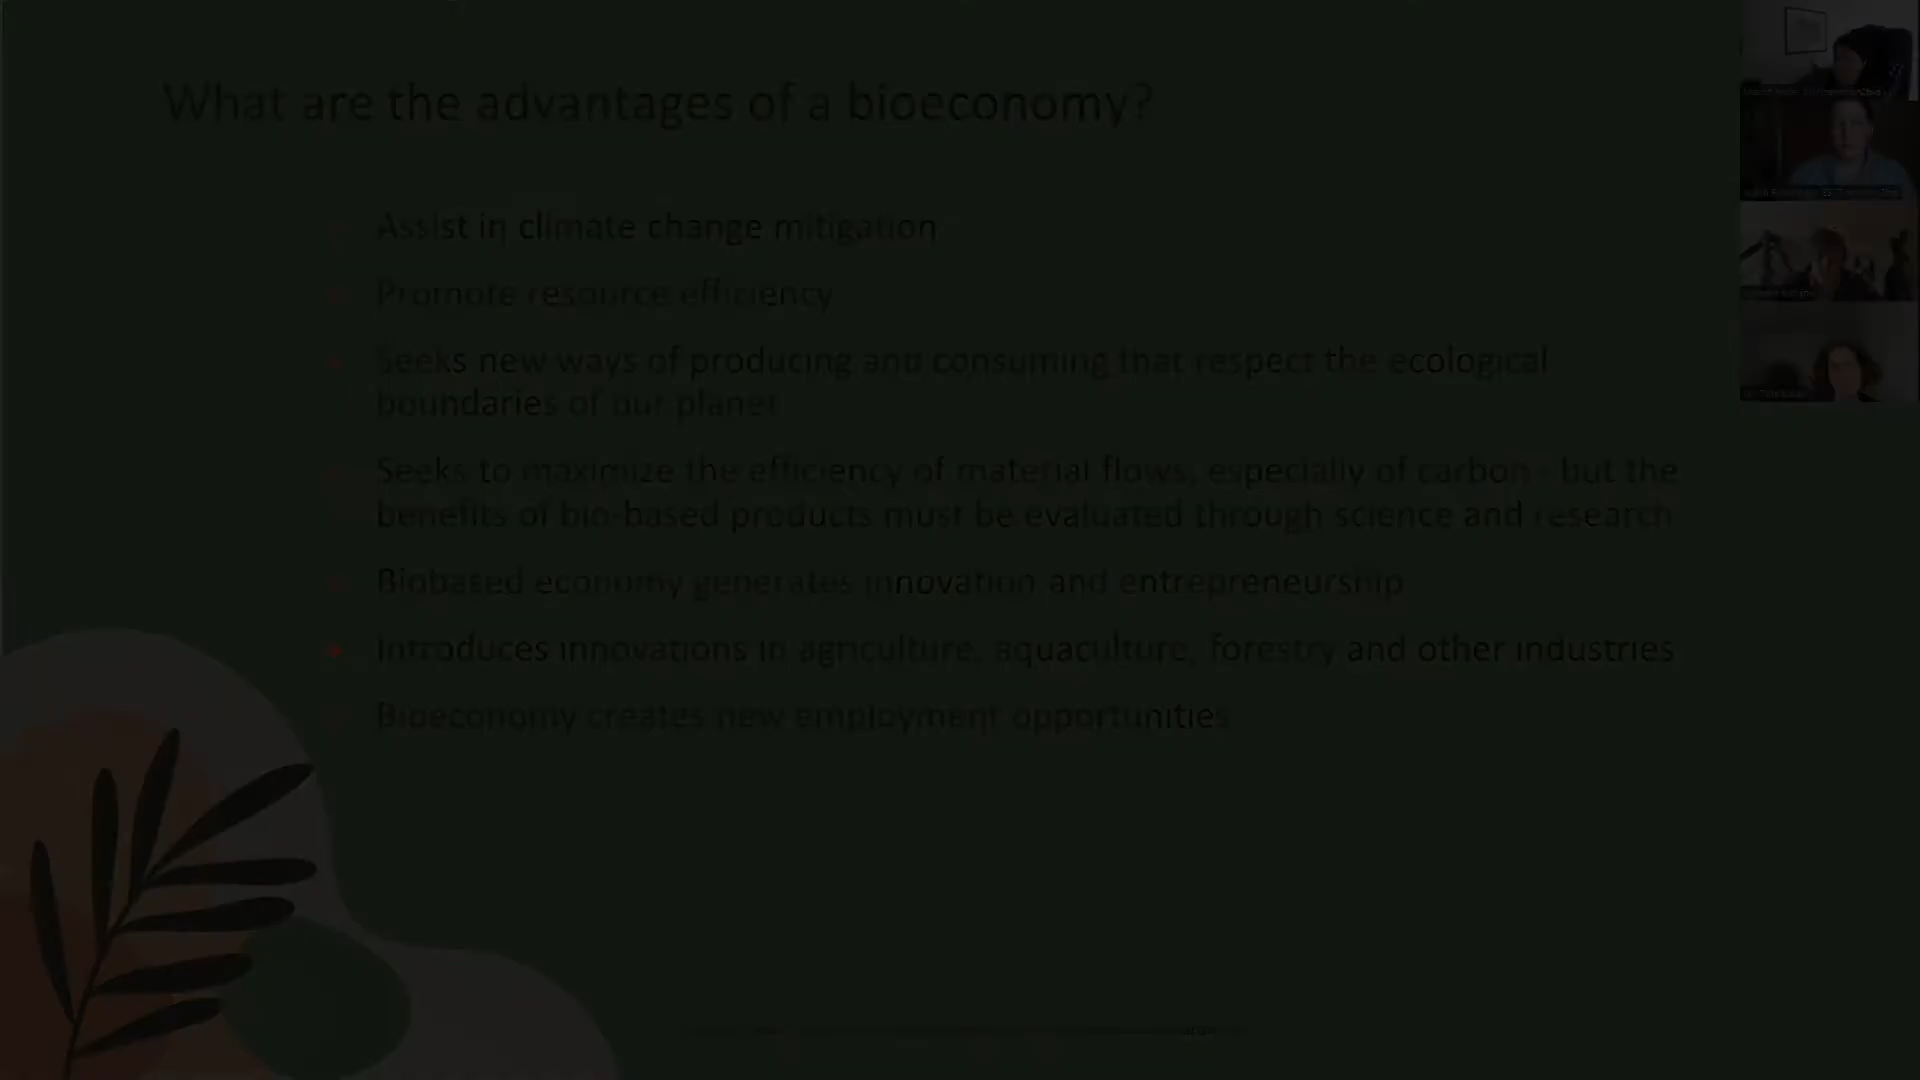 What are the advantages of a bioeconomy?
Assist in climate change mitigation
Promote resource efficiency
Seeks new ways of producing and consuming that respect the ecological
boundaries of our planet
Seeks to maximize the efficiency of material flows, especially of carbon - but the
benefits of bio-based products must be evaluated through science and research
Biobased economy generates innovation and entrepreneurship
Introduces innovations in agriculture, aquaculture, forestry and other industries
Bioeconomy creates new employment opportunities